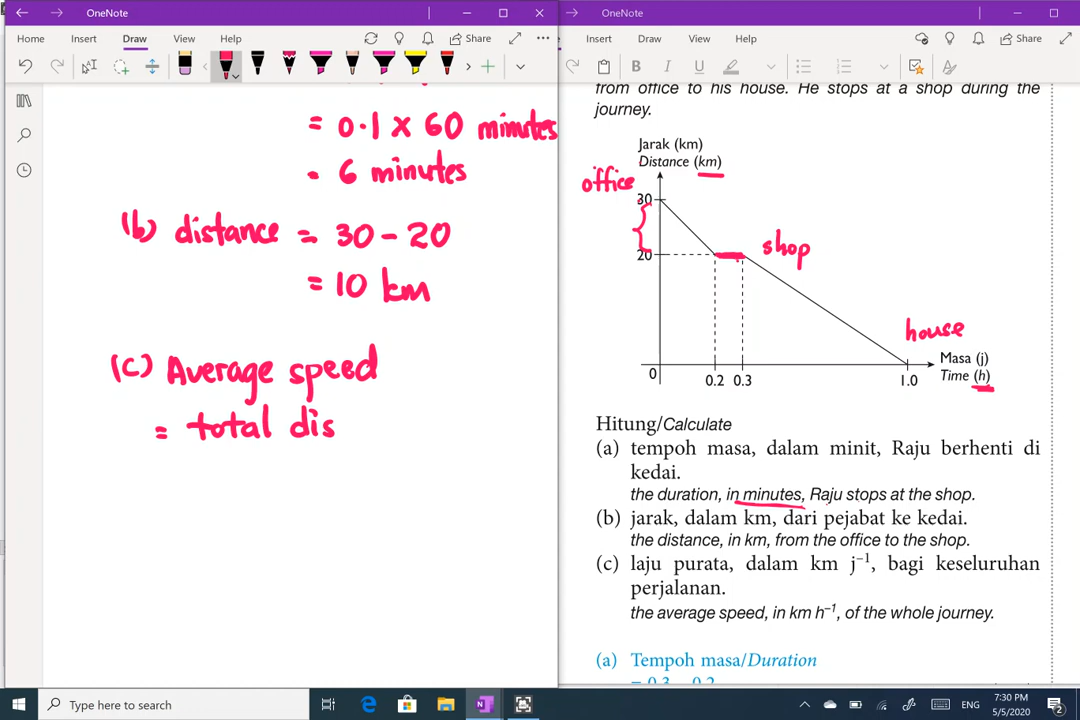 OneNote
OneNote
Home Insert Draw View Help Share
Insert Draw View Help Share
= 0.1 x 60 minutes
= 6 minutes
(b) distance = 30 - 20
= 10 km
(c) Average speed
= total dis
from office to his house. He stops at a shop during the
journey.
Jarak (km)
Distance (km)
office
30
shop
20
house
Masa (j)
Time (h)
0 0.2 0.3 1.0
Hitung/Calculate
(a) tempoh masa, dalam minit, Raju berhenti di
kedai.
the duration, in minutes, Raju stops at the shop.
(b) jarak, dalam km, dari pejabat ke kedai.
the distance, in km, from the office to the shop.
(c) laju purata, dalam km j⁻¹, bagi keseluruhan
perjalanan.
the average speed, in km h⁻¹, of the whole journey.
(a) Tempoh masa/Duration
= 0.3 – 0.2
Type here to search
ENG
7:30 PM
5/5/2020
2